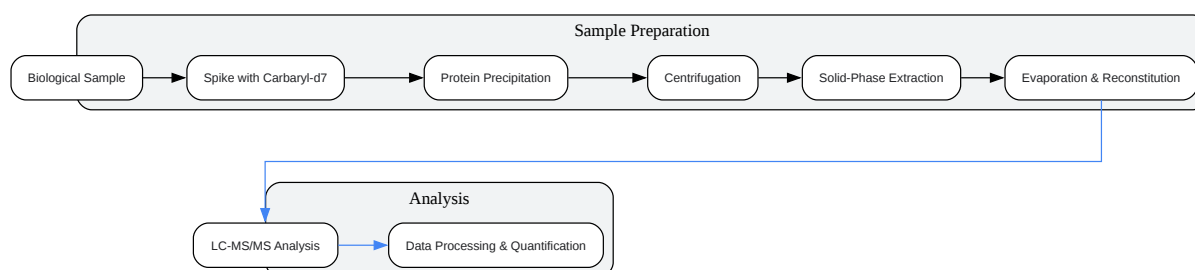 Sample Preparation
Biological Sample
Spike with Carbaryl-d7
Protein Precipitation
Centrifugation
Solid-Phase Extraction
Evaporation & Reconstitution
Analysis
LC-MS/MS Analysis
Data Processing & Quantification